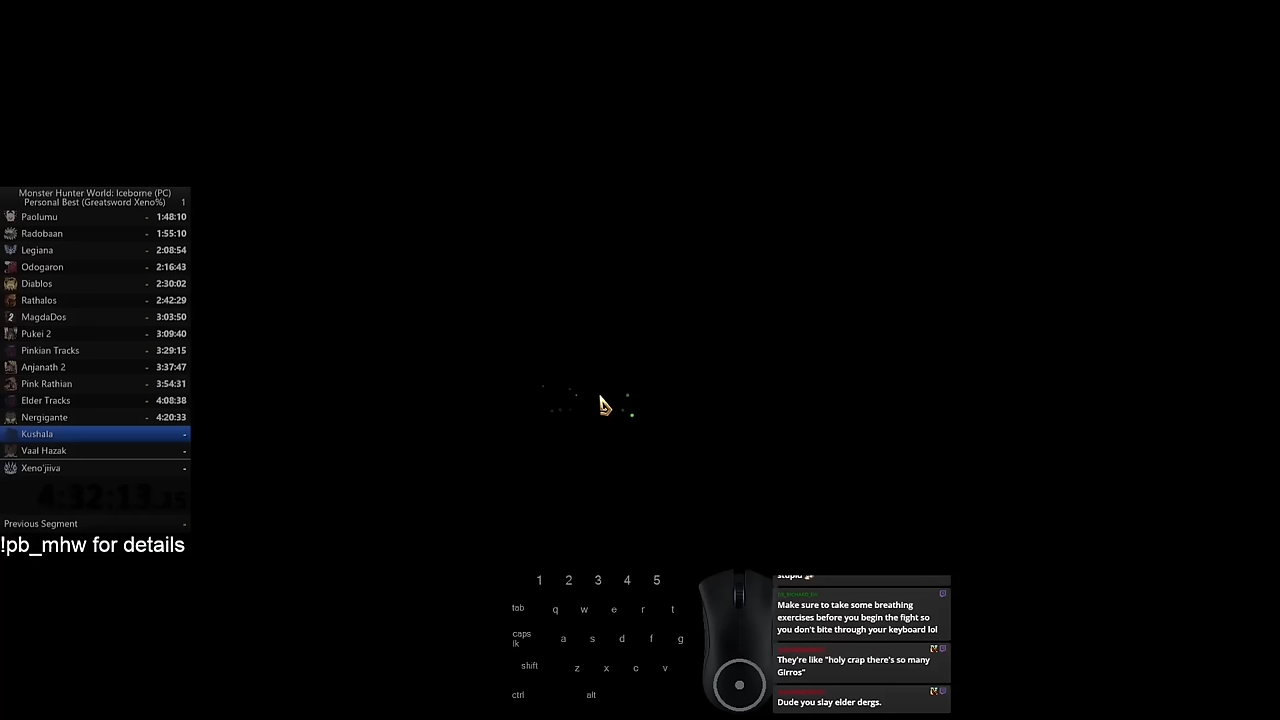 Monster Hunter World: Iceborne (PC)
Personal Best (Greatsword Xeno%) 1
Paolumu - 1:48:10
Radobaan - 1:55:10
Legiana - 2:08:54
Odogaron - 2:16:43
Diablos - 2:30:02
Rathalos - 2:42:29
2 MagdaDos - 3:03:50
Pukei 2 - 3:09:40
Pinkian Tracks - 3:29:15
Anjanath 2 - 3:37:47
Pink Rathian - 3:54:31
Elder Tracks - 4:08:38
Nergigante - 4:20:33
Kushala -
Vaal Hazak -
Xeno'jiiva -
4:32:13.15
Previous Segment -
!pb_mhw for details
1 2 3 4 5
tab q w e r t
caps lk a s d f g
shift z x c v
ctrl alt
stupid
Make sure to take some breathing
exercises before you begin the fight so
you don't bite through your keyboard lol
They're like "holy crap there's so many
Girros"
Dude you slay elder dergs.